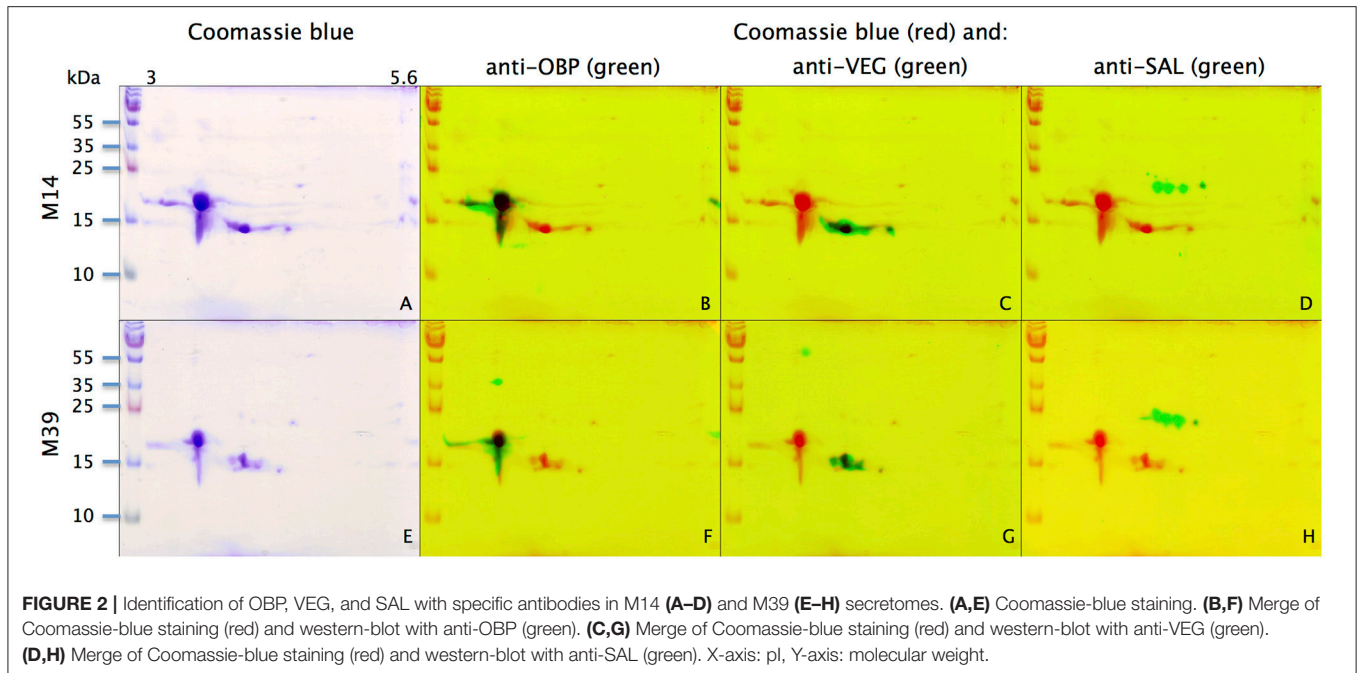 Coomassie blue
Coomassie blue (red) and:
kDa 3 5.6 anti-OBP (green) anti-VEG (green) anti-SAL (green)
55
35
25
M14
15
10
A B C D
55
35
25
M39
15
10
E F G H
FIGURE 2 | Identification of OBP, VEG, and SAL with specific antibodies in M14 (A–D) and M39 (E–H) secretomes. (A,E) Coomassie-blue staining. (B,F) Merge of
Coomassie-blue staining (red) and western-blot with anti-OBP (green). (C,G) Merge of Coomassie-blue staining (red) and western-blot with anti-VEG (green).
(D,H) Merge of Coomassie-blue staining (red) and western-blot with anti-SAL (green). X-axis: pI, Y-axis: molecular weight.